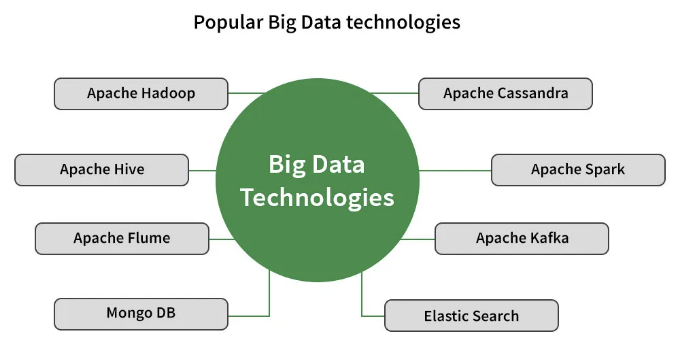 Popular Big Data technologies
Apache Hadoop
Apache Cassandra
Big Data
Technologies
Apache Hive
Apache Spark
Apache Flume
Apache Kafka
Mongo DB
Elastic Search